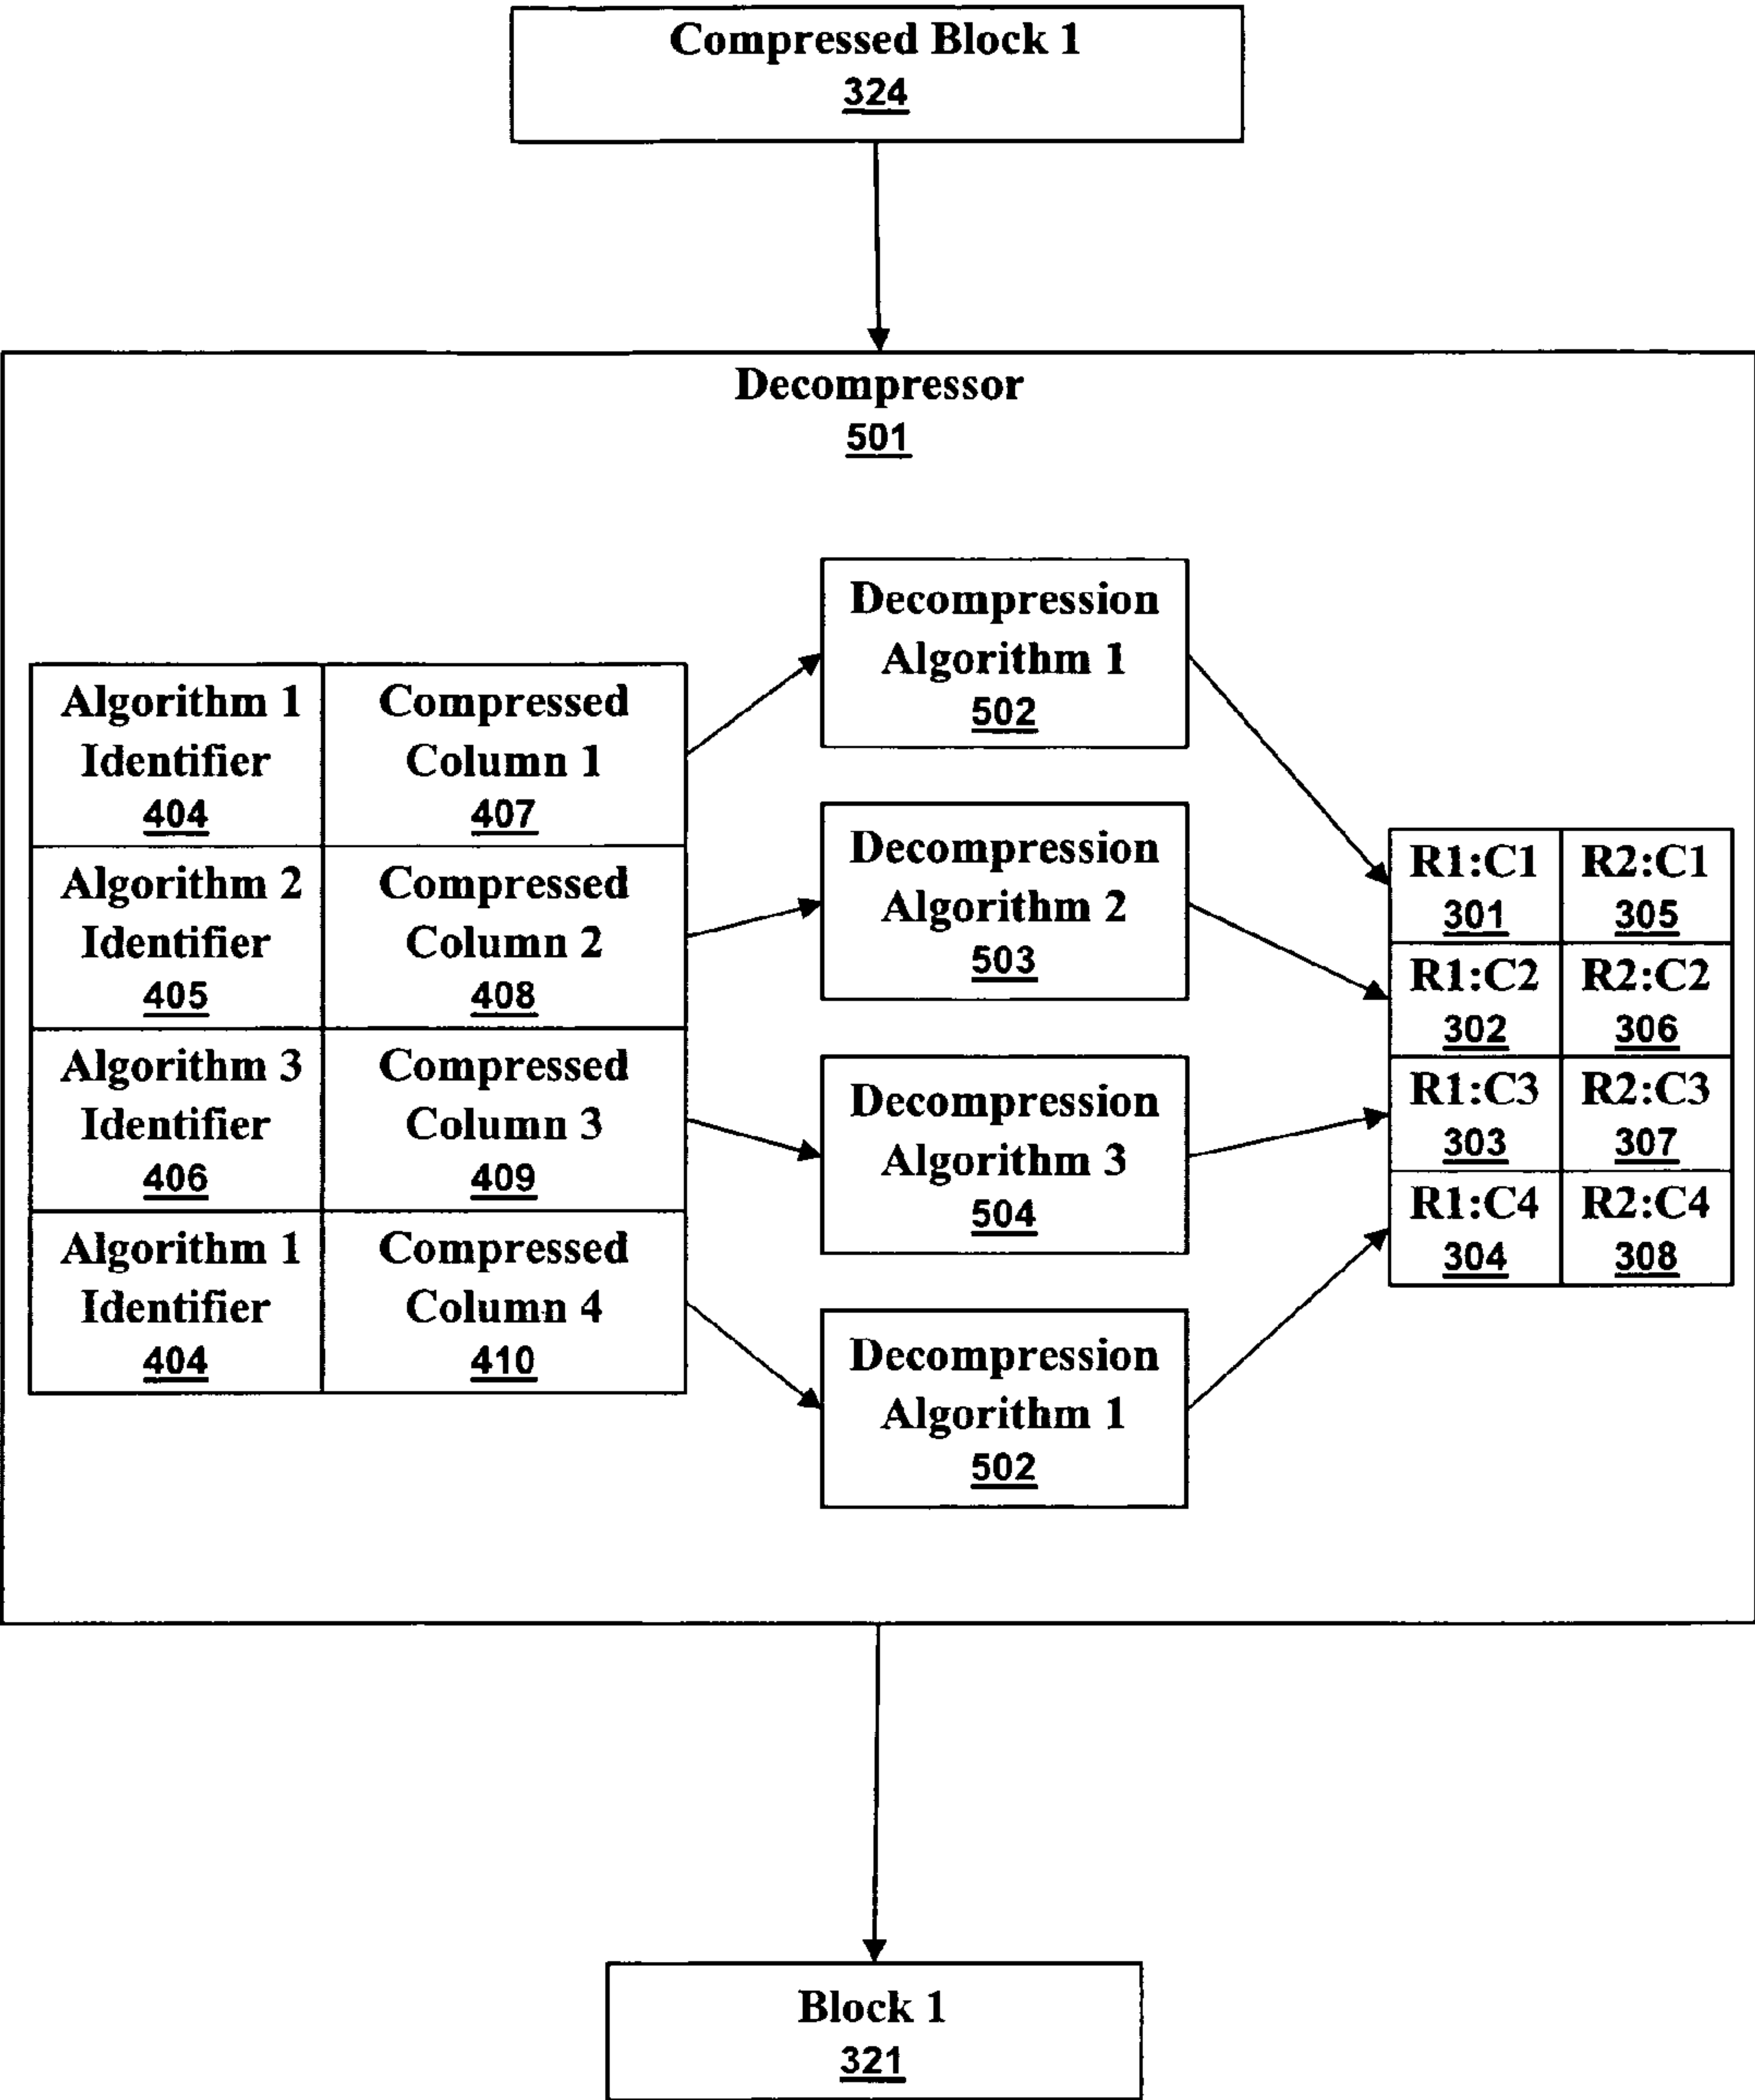 Compressed Block 1
324
Decompressor
501
Algorithm 1
Identifier
404
Compressed
Column 1
407
Algorithm 2
Identifier
405
Compressed
Column 2
408
Algorithm 3
Identifier
406
Compressed
Column 3
409
Algorithm 1
Identifier
404
Compressed
Column 4
410
Decompression
Algorithm 1
502
Decompression
Algorithm 2
503
Decompression
Algorithm 3
504
Decompression
Algorithm 1
502
R1:C1
301
R2:C1
305
R1:C2
302
R2:C2
306
R1:C3
303
R2:C3
307
R1:C4
304
R2:C4
308
Block 1
321